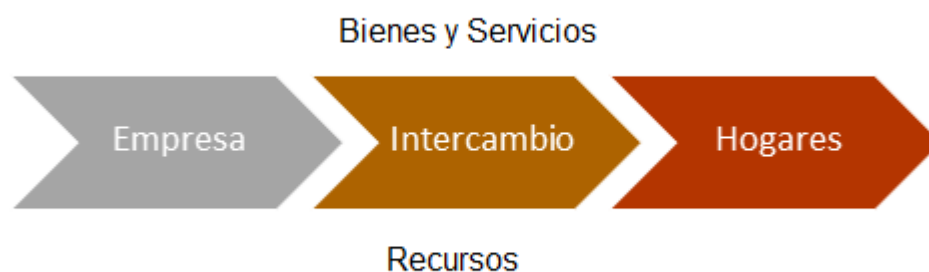 Bienes y Servicios
Empresa Intercambio Hogares
Recursos